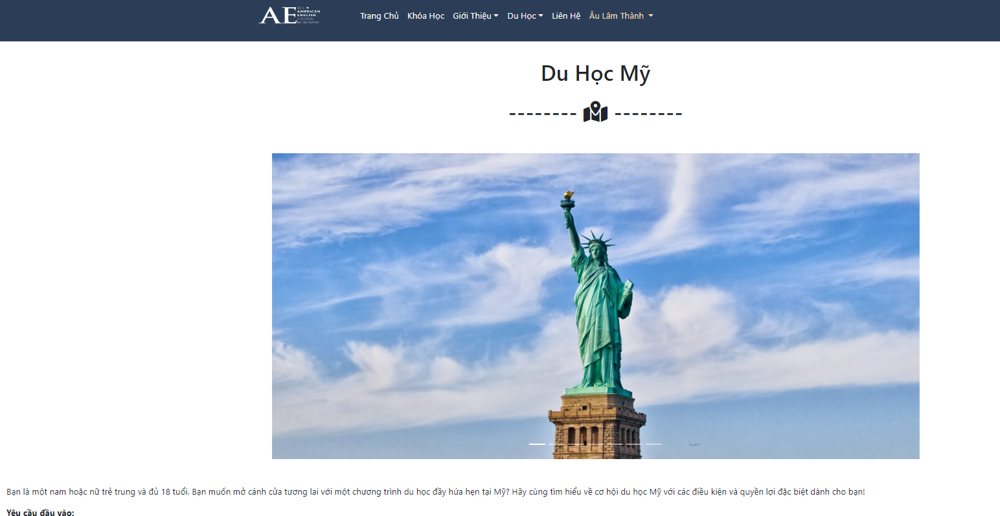 AE THE AMERICAN ENGLISH SCHOOL IN AN GIANG
Trang Chủ Khóa Học Giới Thiệu Du Học Liên Hệ Âu Lâm Thành
Du Học Mỹ
-------- --------
Bạn là một nam hoặc nữ trẻ trung và đủ 18 tuổi. Bạn muốn mở cánh cửa tương lai với một chương trình du học đầy hứa hẹn tại Mỹ? Hãy cùng tìm hiểu về cơ hội du học Mỹ với các điều kiện và quyền lợi đặc biệt dành cho bạn!
Yêu cầu đầu vào: